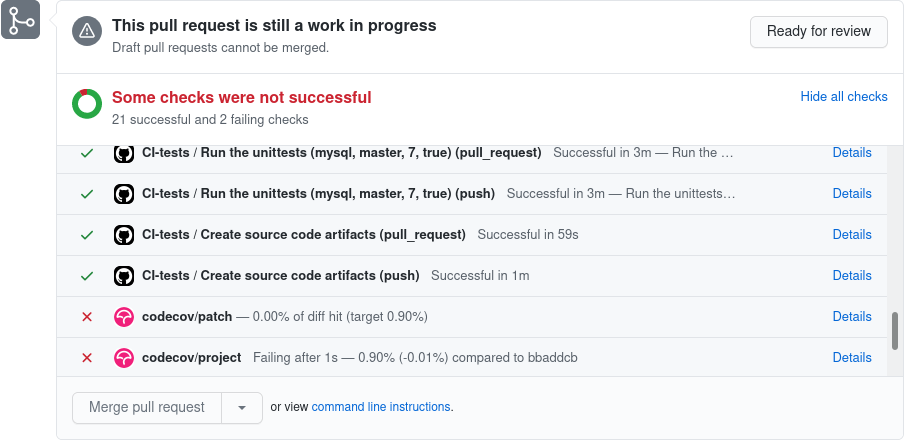 This pull request is still a work in progress
Draft pull requests cannot be merged.
Ready for review
Some checks were not successful
21 successful and 2 failing checks
Hide all checks
CI-tests / Run the unittests (mysql, master, 7, true) (pull_request) Successful in 3m — Run the … Details
CI-tests / Run the unittests (mysql, master, 7, true) (push) Successful in 3m — Run the unittests… Details
CI-tests / Create source code artifacts (pull_request) Successful in 59s Details
CI-tests / Create source code artifacts (push) Successful in 1m Details
codecov/patch — 0.00% of diff hit (target 0.90%) Details
codecov/project Failing after 1s — 0.90% (-0.01%) compared to bbaddcb Details
Merge pull request or view command line instructions.